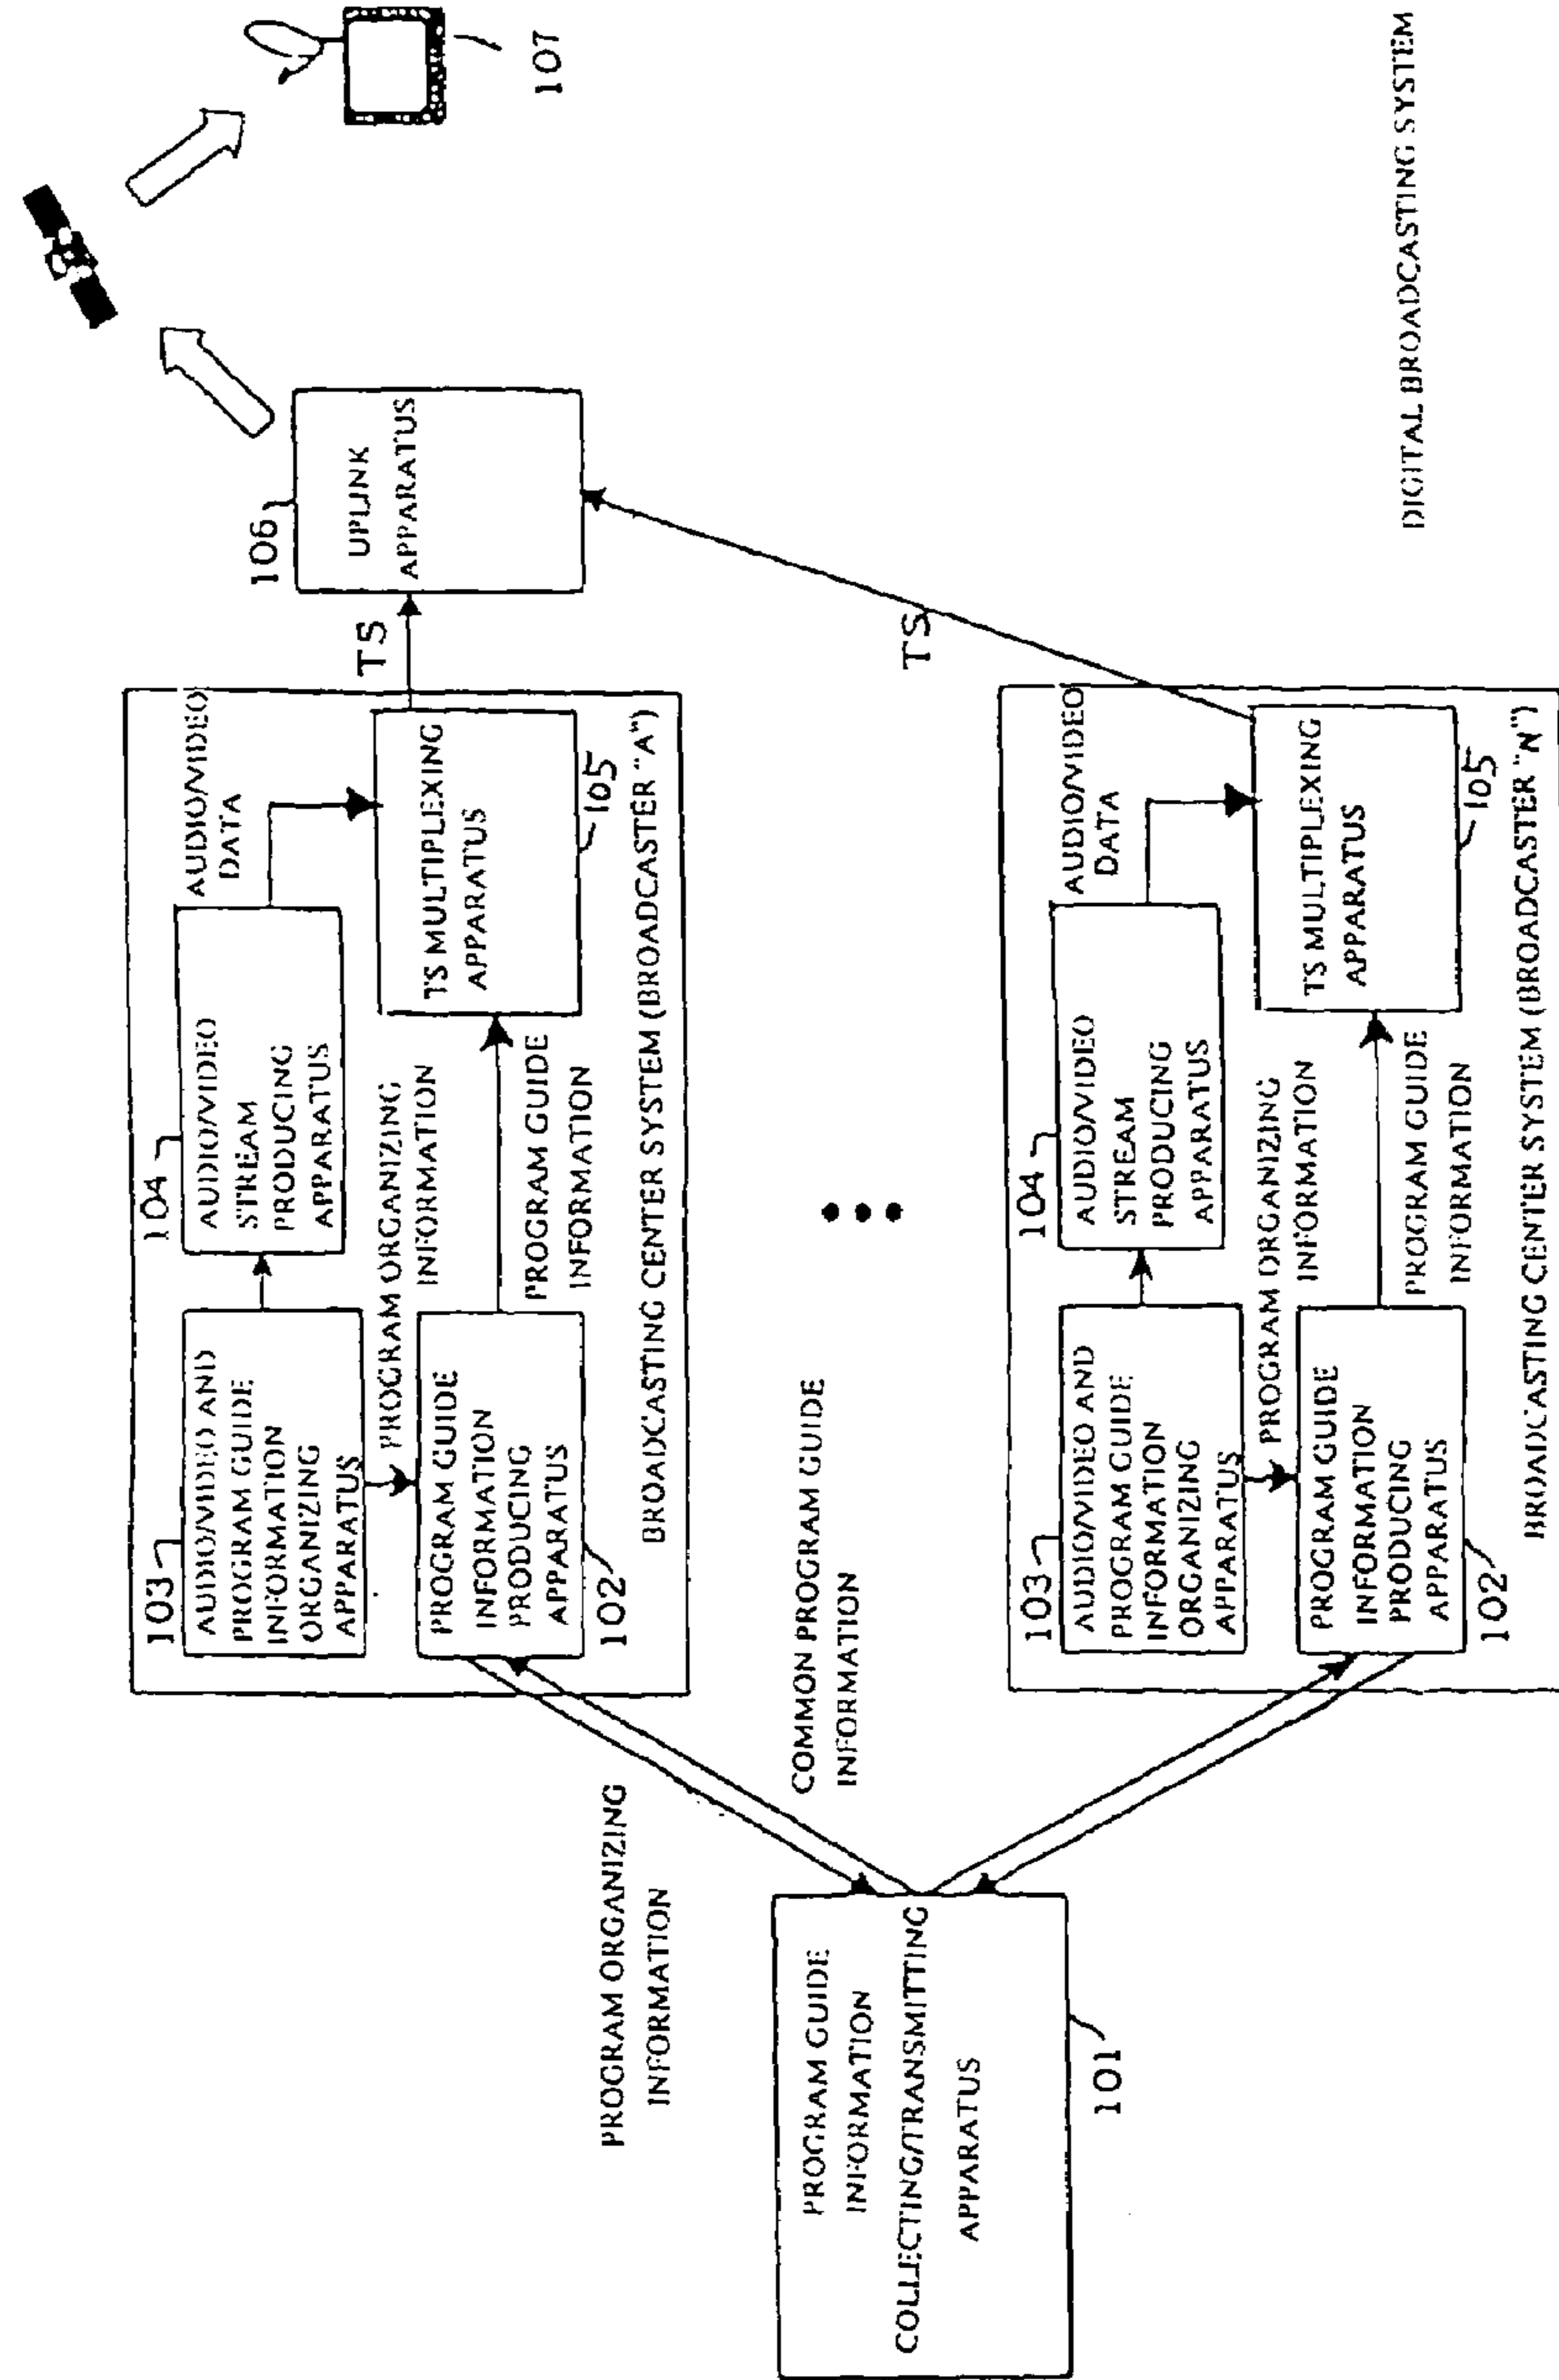 107
106
UPLINK
APPARATUS
TS
TS
104
AUDIO/VIDEO
STREAM
PRODUCING
APPARATUS
AUDIO/VIDEO
DATA
TS MULTIPLEXING
APPARATUS
105
103
AUDIO/VIDEO AND
PROGRAM GUIDE
INFORMATION
ORGANIZING
APPARATUS
PROGRAM ORGANIZING
INFORMATION
PROGRAM GUIDE
INFORMATION
PRODUCING
APPARATUS
102
PROGRAM GUIDE
INFORMATION
BROADCASTING CENTER SYSTEM (BROADCASTER "A")
PROGRAM ORGANIZING
INFORMATION
COMMON PROGRAM GUIDE
INFORMATION
PROGRAM GUIDE
INFORMATION
COLLECTING/TRANSMITTING
APPARATUS
101
104
AUDIO/VIDEO
STREAM
PRODUCING
APPARATUS
AUDIO/VIDEO
DATA
TS MULTIPLEXING
APPARATUS
105
103
AUDIO/VIDEO AND
PROGRAM GUIDE
INFORMATION
ORGANIZING
APPARATUS
PROGRAM ORGANIZING
INFORMATION
PROGRAM GUIDE
INFORMATION
PRODUCING
APPARATUS
102
PROGRAM GUIDE
INFORMATION
BROADCASTING CENTER SYSTEM (BROADCASTER "N")
DIGITAL BROADCASTING SYSTEM